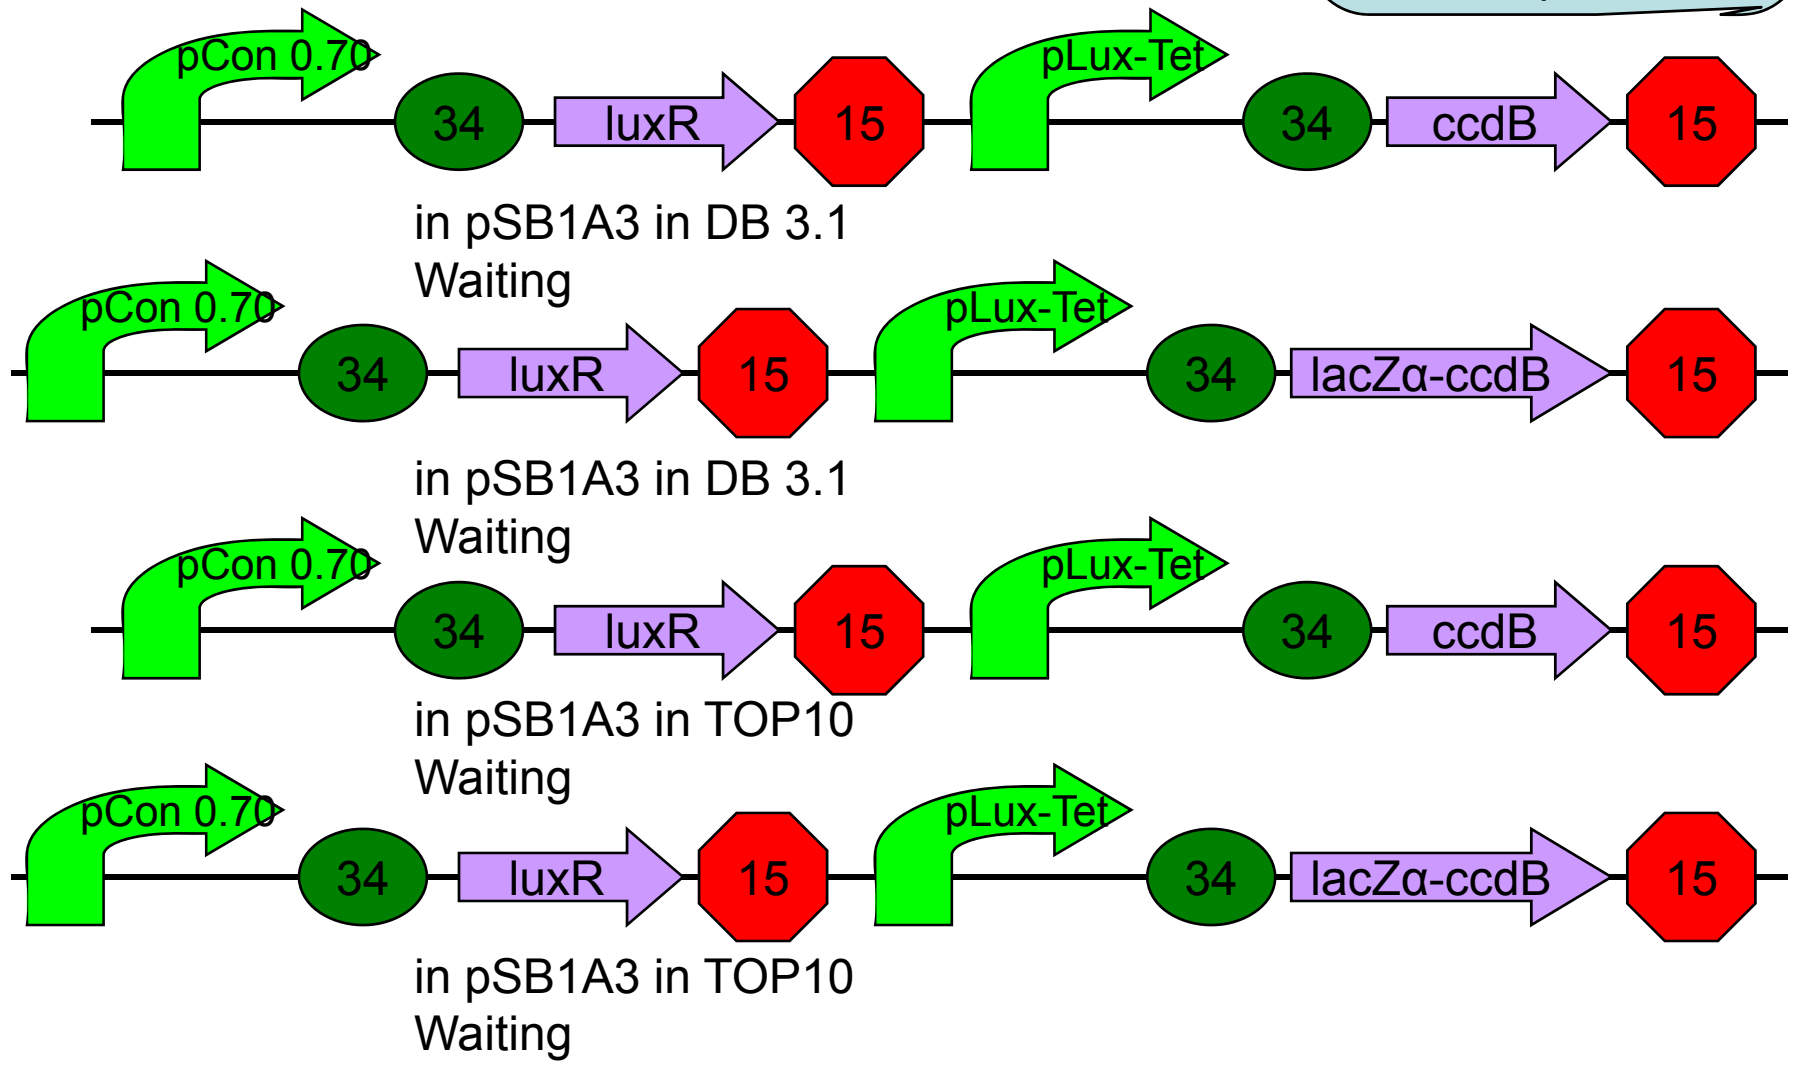 pCon 0.70 pLux-Tet
34 luxR 15 34 ccdB 15
in pSB1A3 in DB 3.1
Waiting
pCon 0.70 pLux-Tet
34 luxR 15 34 lacZα-ccdB 15
in pSB1A3 in DB 3.1
Waiting
pCon 0.70 pLux-Tet
34 luxR 15 34 ccdB 15
in pSB1A3 in TOP10
Waiting
pCon 0.70 pLux-Tet
34 luxR 15 34 lacZα-ccdB 15
in pSB1A3 in TOP10
Waiting